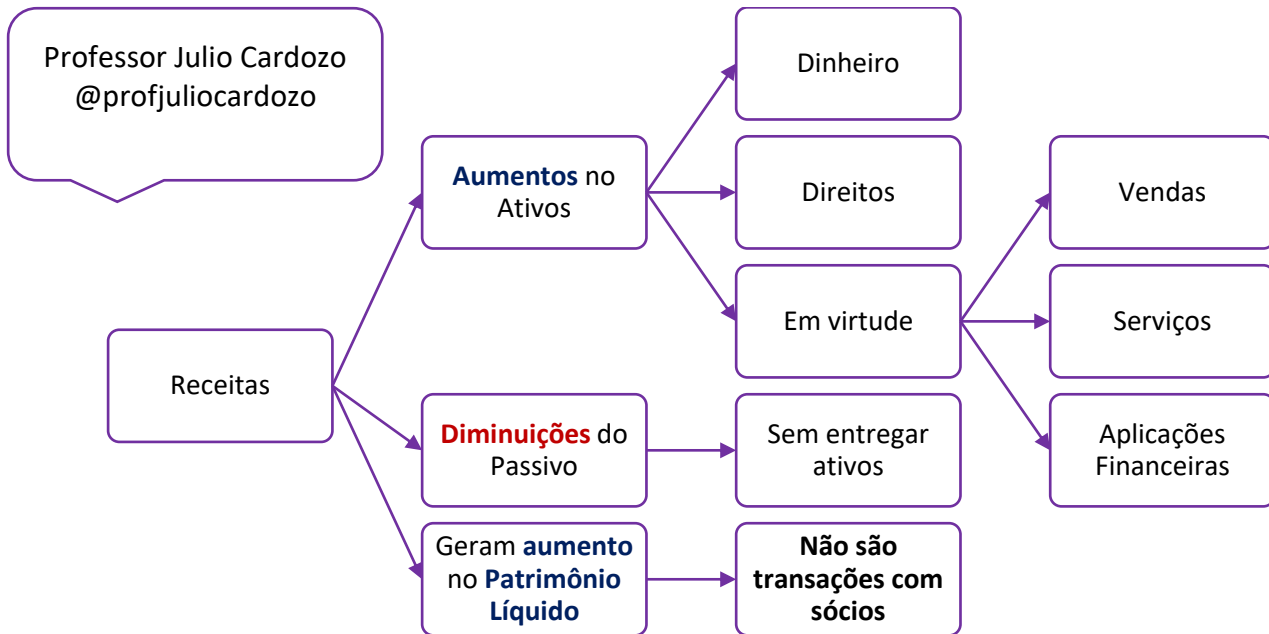 Professor Julio Cardozo
@profjuliocardozo
Receitas
Aumentos no
Ativos
Dinheiro
Direitos
Em virtude
Vendas
Serviços
Aplicações
Financeiras
Diminuições do
Passivo
Sem entregar
ativos
Geram aumento
no Patrimônio
Líquido
Não são
transações com
sócios